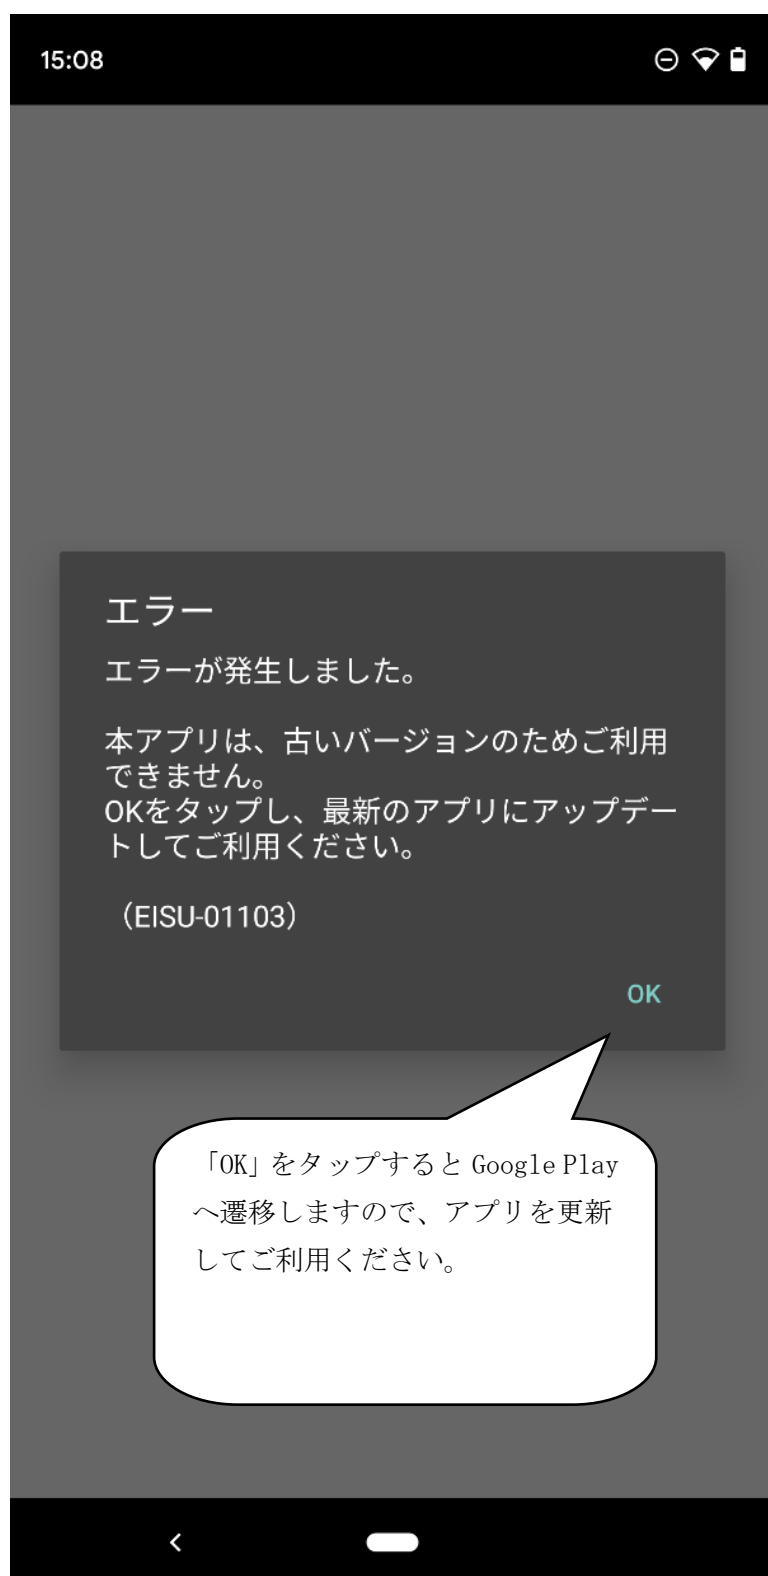 15:08
エラー
エラーが発生しました。
本アプリは、古いバージョンのためご利用
できません。
OKをタップし、最新のアプリにアップデー
トしてご利用ください。
（EISU-01103）
OK
「OK」をタップすると Google Play
へ遷移しますので、アプリを更新
してご利用ください。